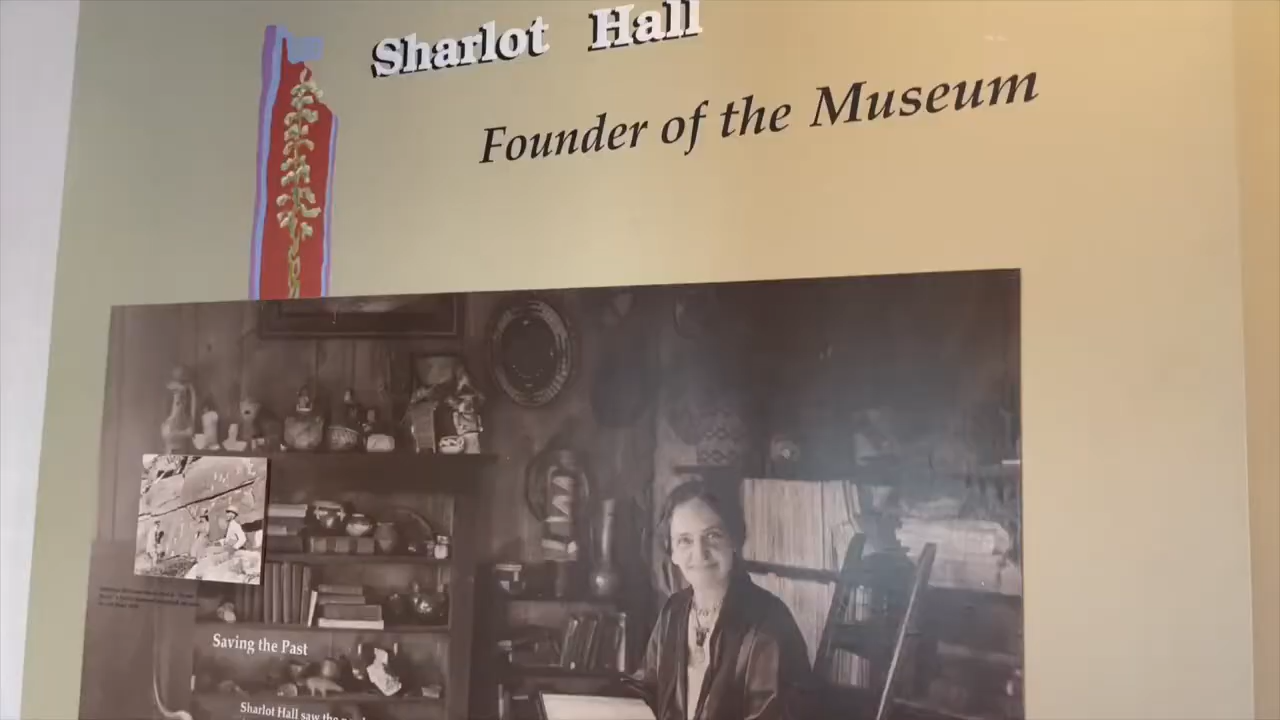 Sharlot Hall
Founder of the Museum
Saving the Past
Sharlot Hall saw the